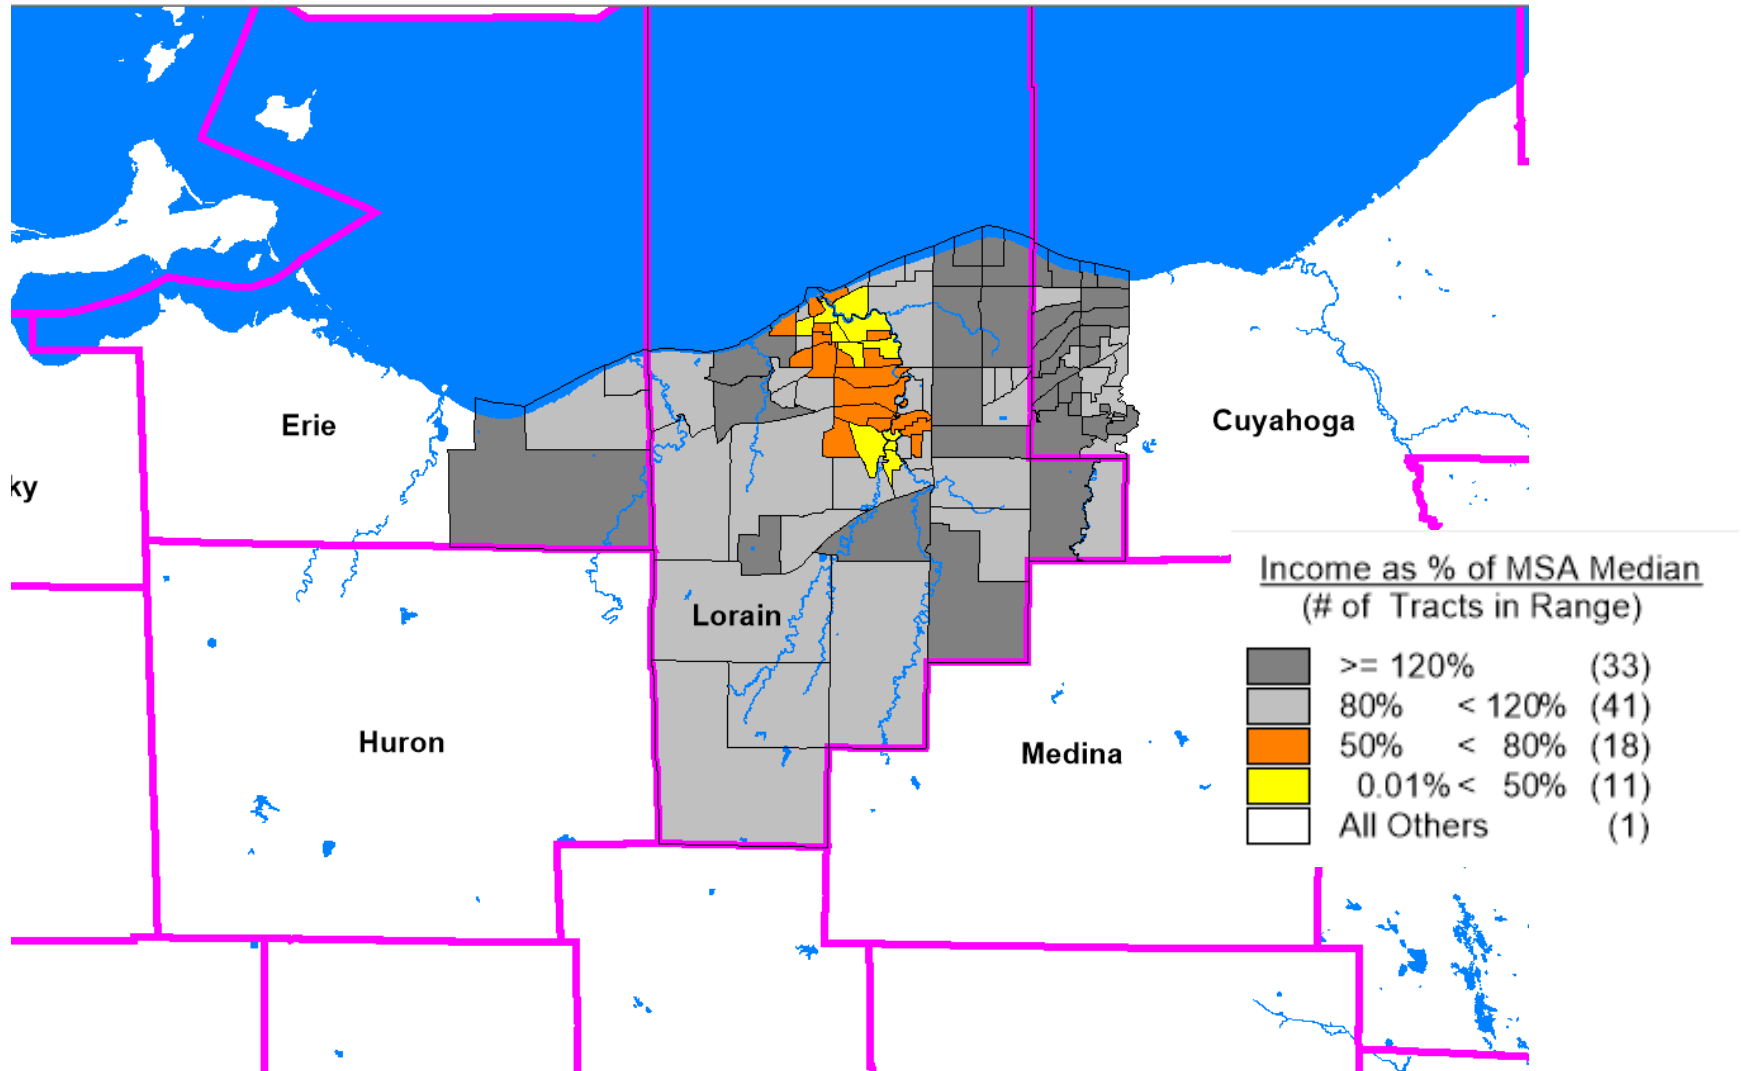 Erie
Cuyahoga
ky
Income as % of MSA Median
(# of Tracts in Range)
>= 120% (33)
Lorain
80% < 120% (41)
Huron
50% < 80% (18)
Medina
0.01% < 50% (11)
All Others (1)